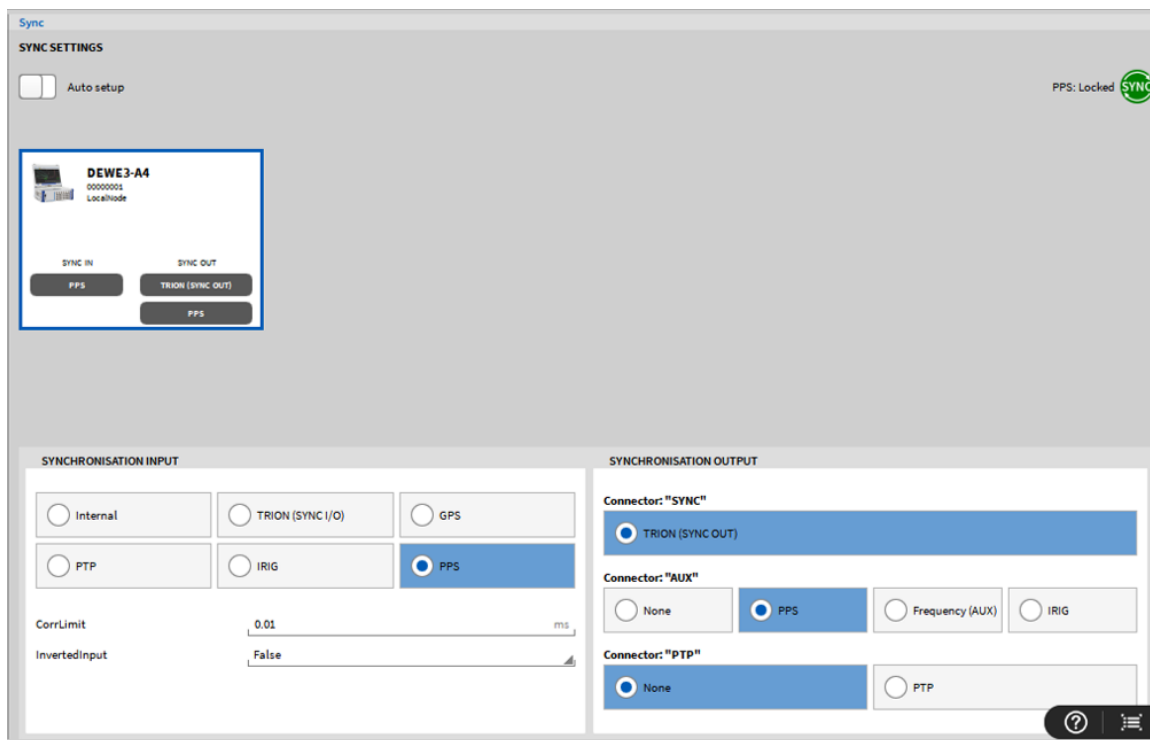 Sync
SYNC SETTINGS
Auto setup
PPS: Locked SYNC
DEWE3-A4
00000001
LocalNode
SYNC IN SYNC OUT
PPS TRION (SYNC OUT)
PPS
SYNCHRONISATION INPUT
Internal TRION (SYNC I/O) GPS
PTP IRIG PPS
CorrLimit 0.01 ms
InvertedInput False
SYNCHRONISATION OUTPUT
Connector: "SYNC"
TRION (SYNC OUT)
Connector: "AUX"
None PPS Frequency (AUX) IRIG
Connector: "PTP"
None PTP